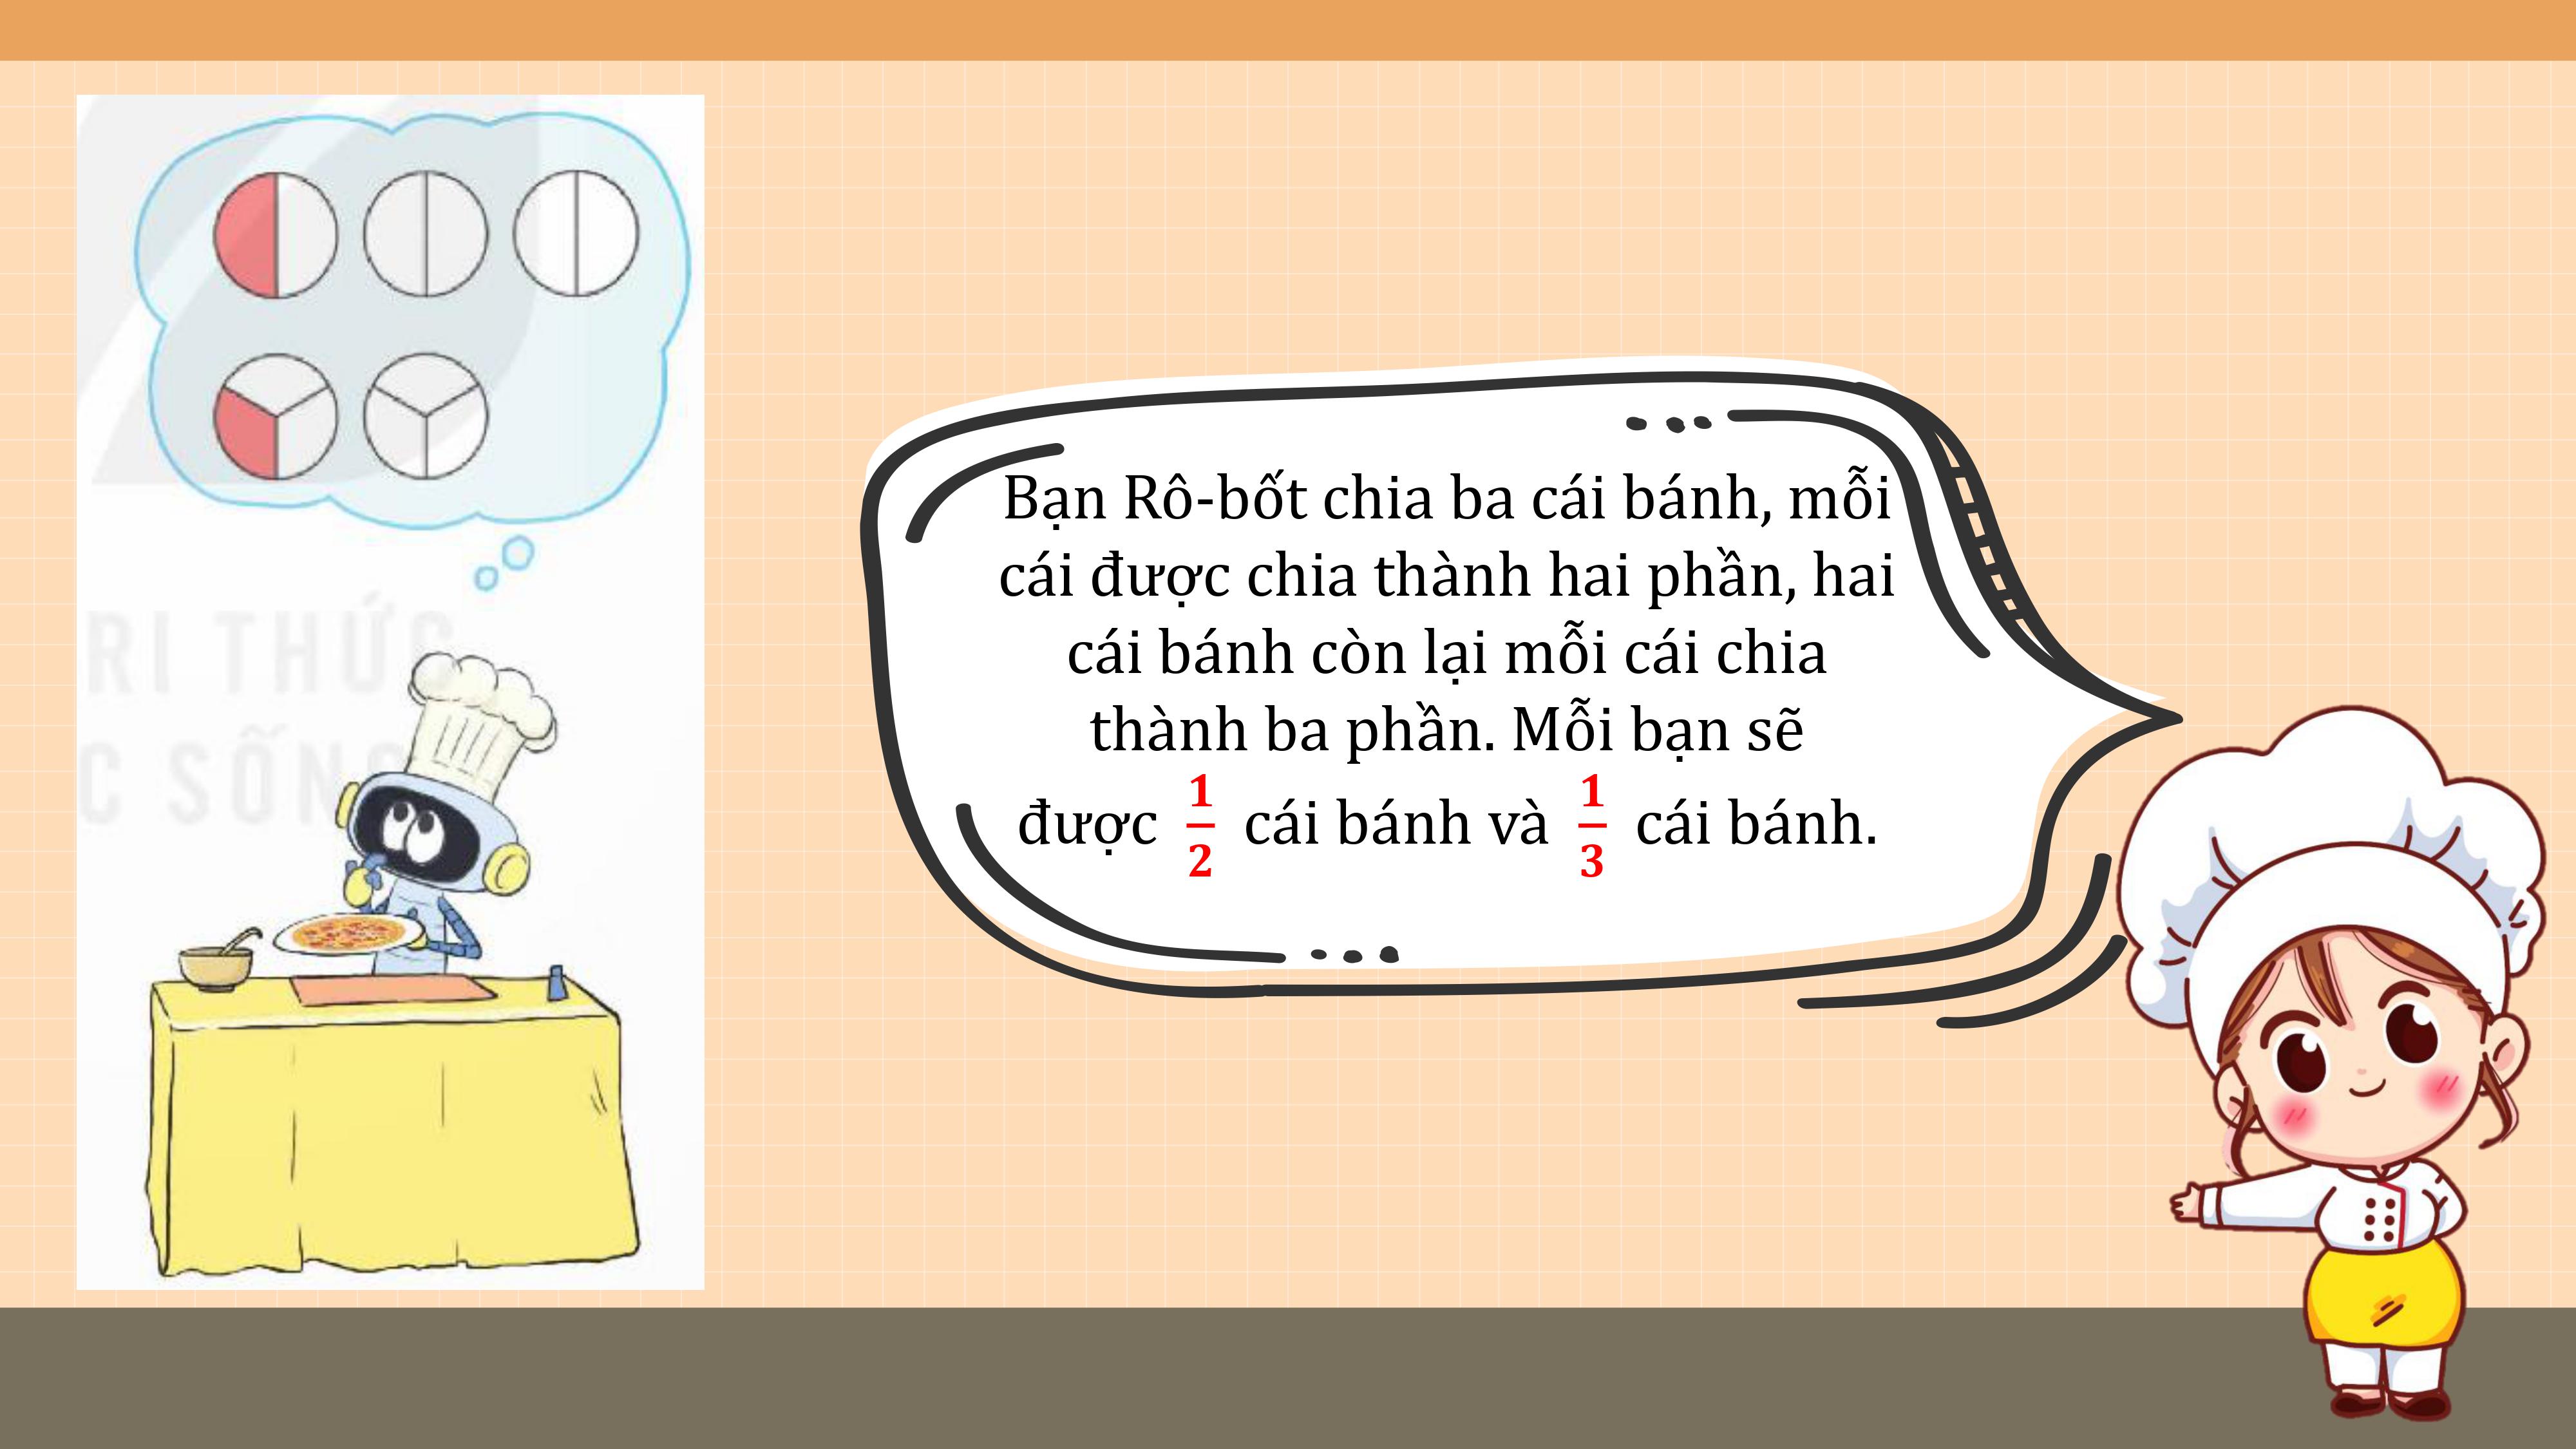 RI THỨC
C SỐNG
Bạn Rô-bốt chia ba cái bánh, mỗi
cái được chia thành hai phần, hai
cái bánh còn lại mỗi cái chia
thành ba phần. Mỗi bạn sẽ
được 1/2 cái bánh và 1/3 cái bánh.